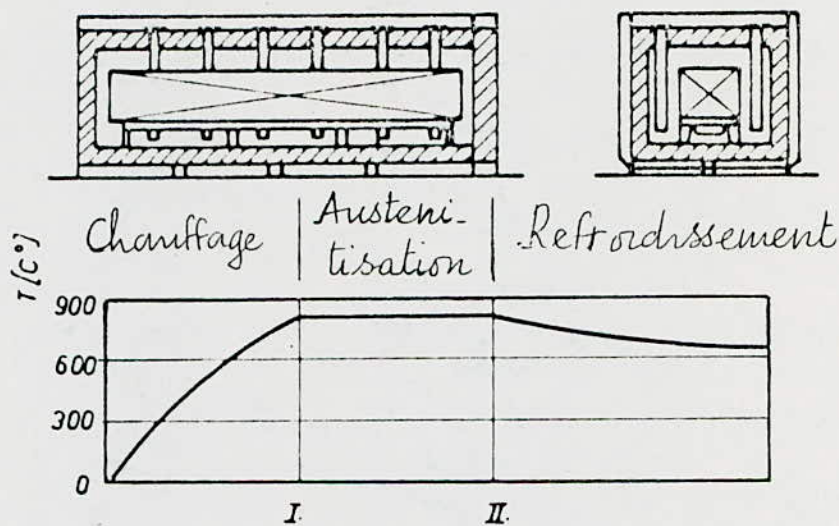 Chauffage
Austeni-
tisation
Refroidissement
T [C°]
900
600
300
0
I.
II.